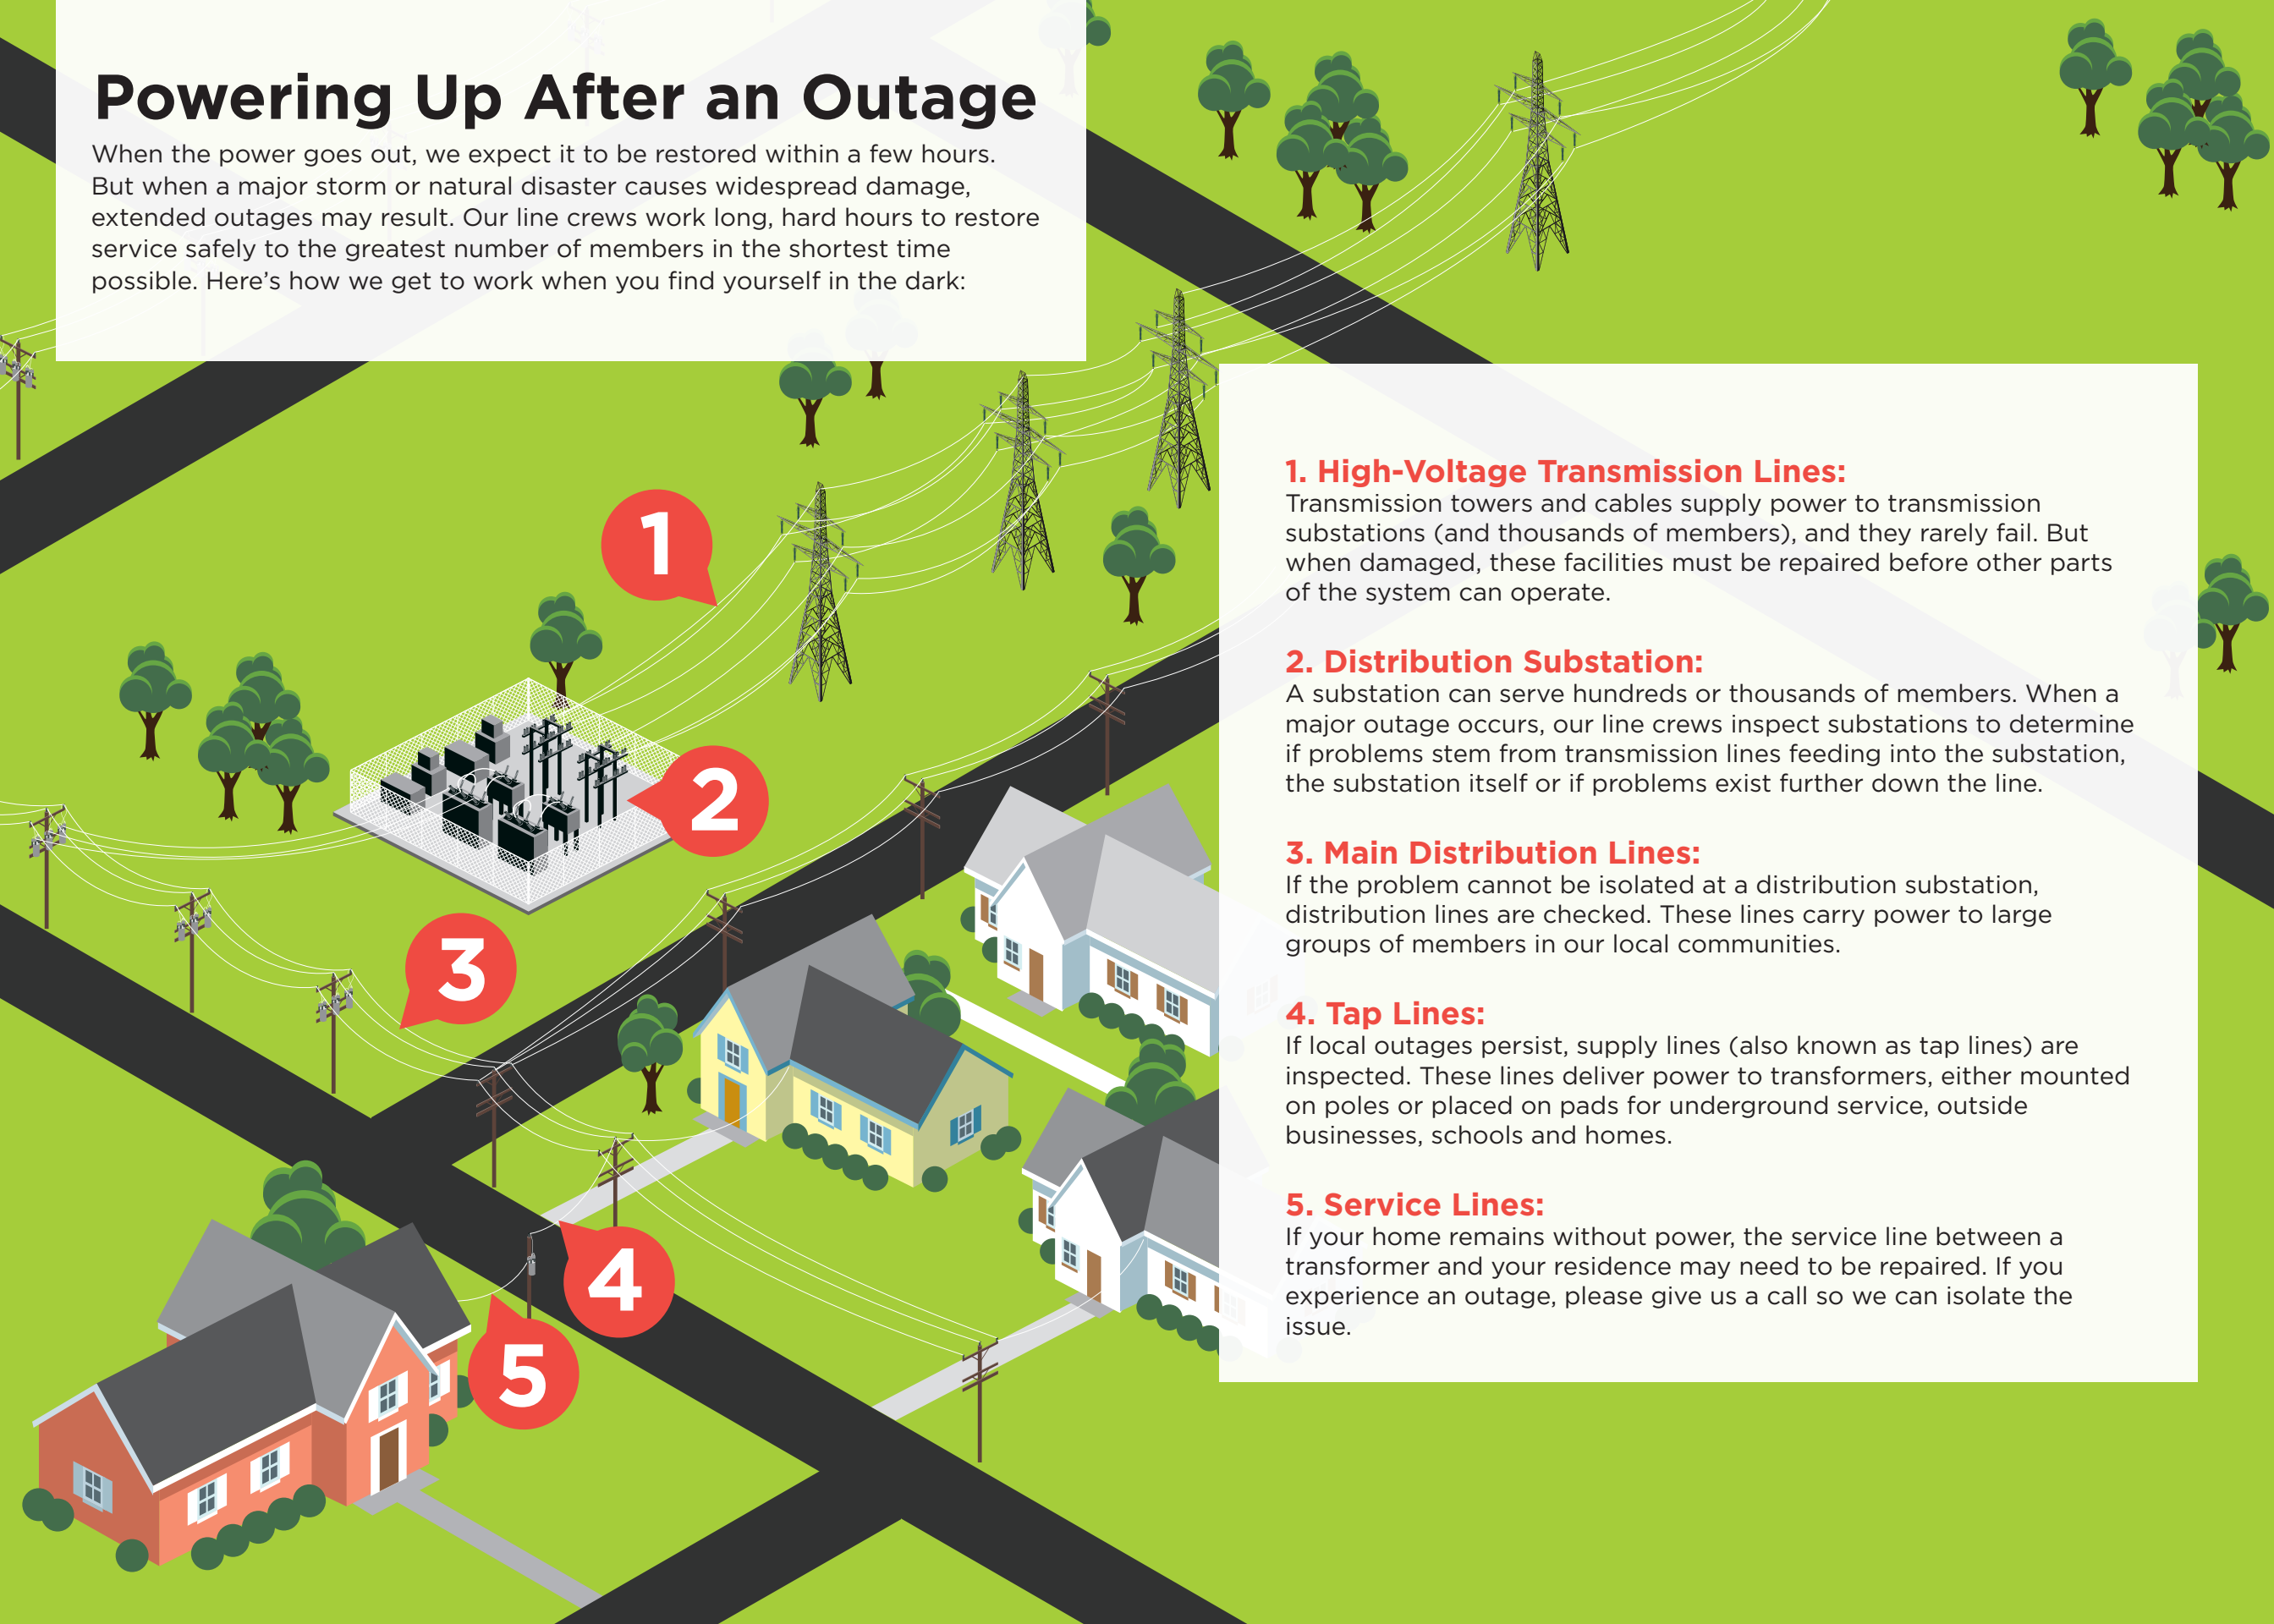 Powering Up After an Outage
When the power goes out, we expect it to be restored within a few hours.
But when a major storm or natural disaster causes widespread damage,
extended outages may result. Our line crews work long, hard hours to restore
service safely to the greatest number of members in the shortest time
possible. Here’s how we get to work when you find yourself in the dark:
1
2
3
4
5
1. High-Voltage Transmission Lines:
Transmission towers and cables supply power to transmission
substations (and thousands of members), and they rarely fail. But
when damaged, these facilities must be repaired before other parts
of the system can operate.
2. Distribution Substation:
A substation can serve hundreds or thousands of members. When a
major outage occurs, our line crews inspect substations to determine
if problems stem from transmission lines feeding into the substation,
the substation itself or if problems exist further down the line.
3. Main Distribution Lines:
If the problem cannot be isolated at a distribution substation,
distribution lines are checked. These lines carry power to large
groups of members in our local communities.
4. Tap Lines:
If local outages persist, supply lines (also known as tap lines) are
inspected. These lines deliver power to transformers, either mounted
on poles or placed on pads for underground service, outside
businesses, schools and homes.
5. Service Lines:
If your home remains without power, the service line between a
transformer and your residence may need to be repaired. If you
experience an outage, please give us a call so we can isolate the
issue.